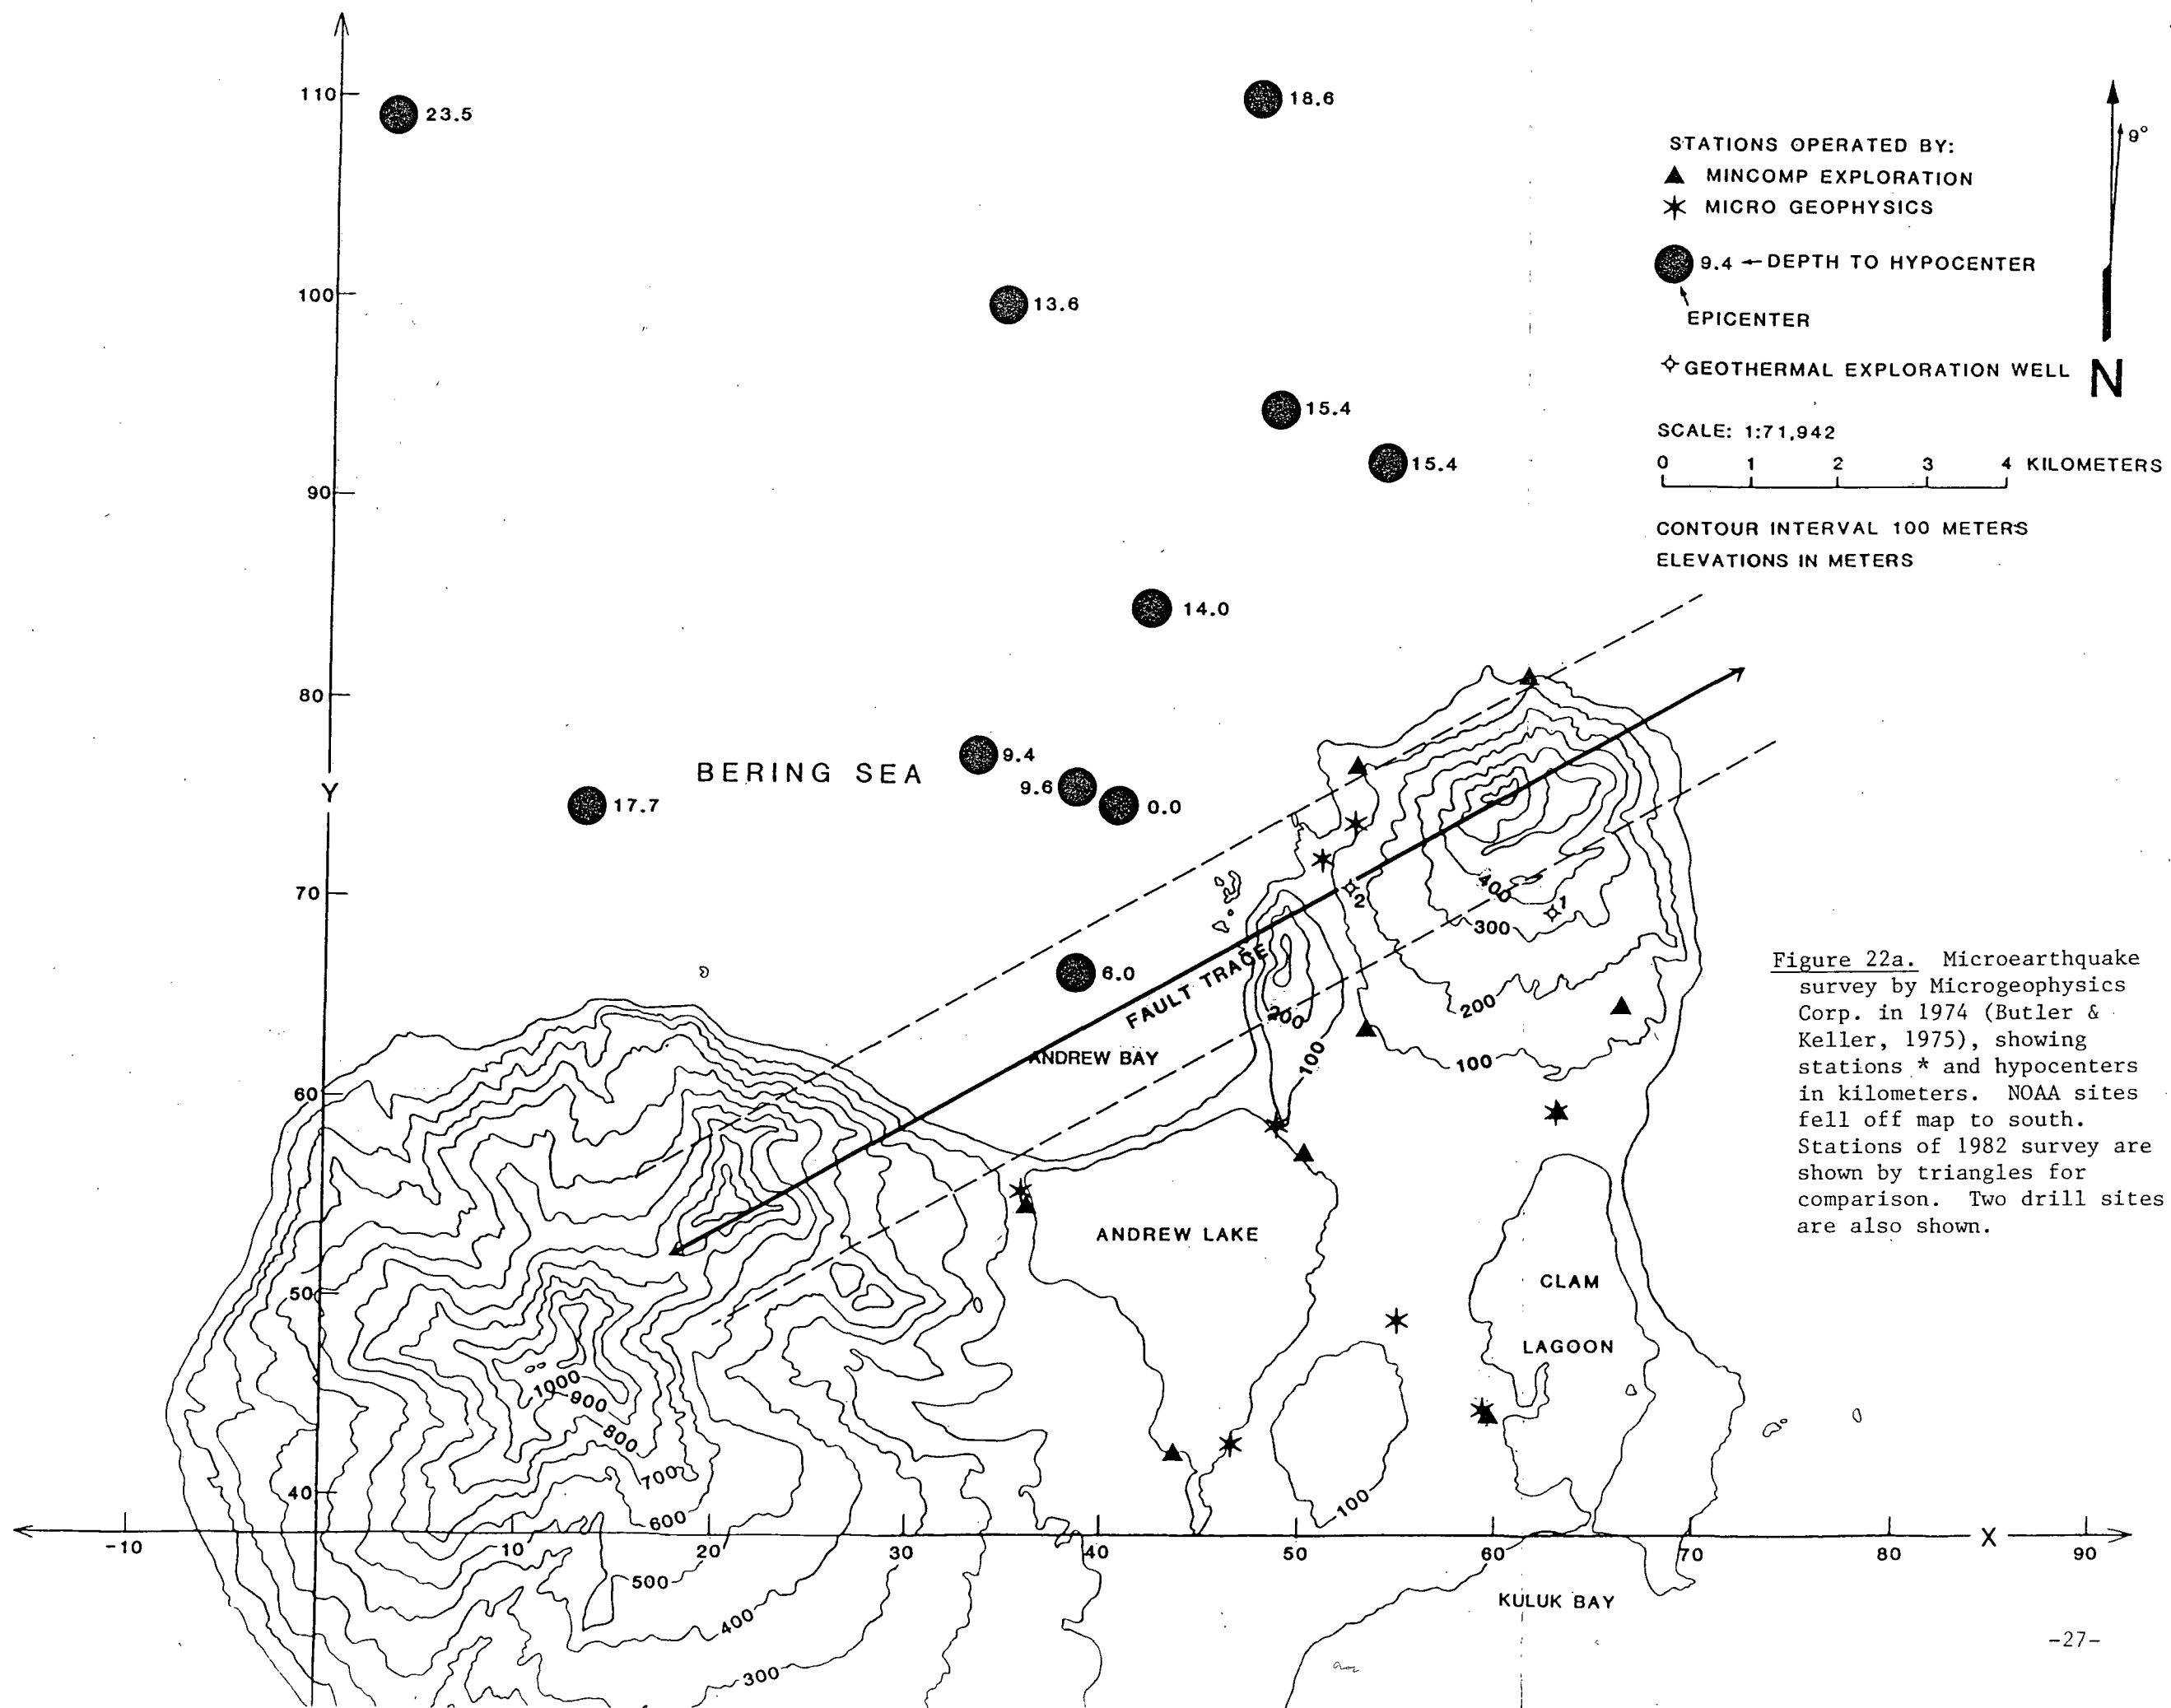 110
23.5
18.6
STATIONS OPERATED BY:
MINCOMP EXPLORATION
MICRO GEOPHYSICS
9°
9.4 ←DEPTH TO HYPOCENTER
EPICENTER
GEOTHERMAL EXPLORATION WELL
N
SCALE: 1:71,942
0 1 2 3 4 KILOMETERS
CONTOUR INTERVAL 100 METERS
ELEVATIONS IN METERS
100
13.6
15.4
15.4
90
14.0
80
9.4
BERING SEA
9.6
0.0
Y
17.7
70
2
400
1
300
6.0
FAULT TRACE
200
200
ANDREW BAY
100
100
60
Figure 22a. Microearthquake
survey by Microgeophysics
Corp. in 1974 (Butler &
Keller, 1975), showing
stations * and hypocenters
in kilometers. NOAA sites
fell off map to south.
Stations of 1982 survey are
shown by triangles for
comparison. Two drill sites
are also shown.
ANDREW LAKE
CLAM
LAGOON
50
1000
900
800
700
600
40
100
-10 10 20 30 40 50 60 70 80 X 90
500
400
300
KULUK BAY
-27-